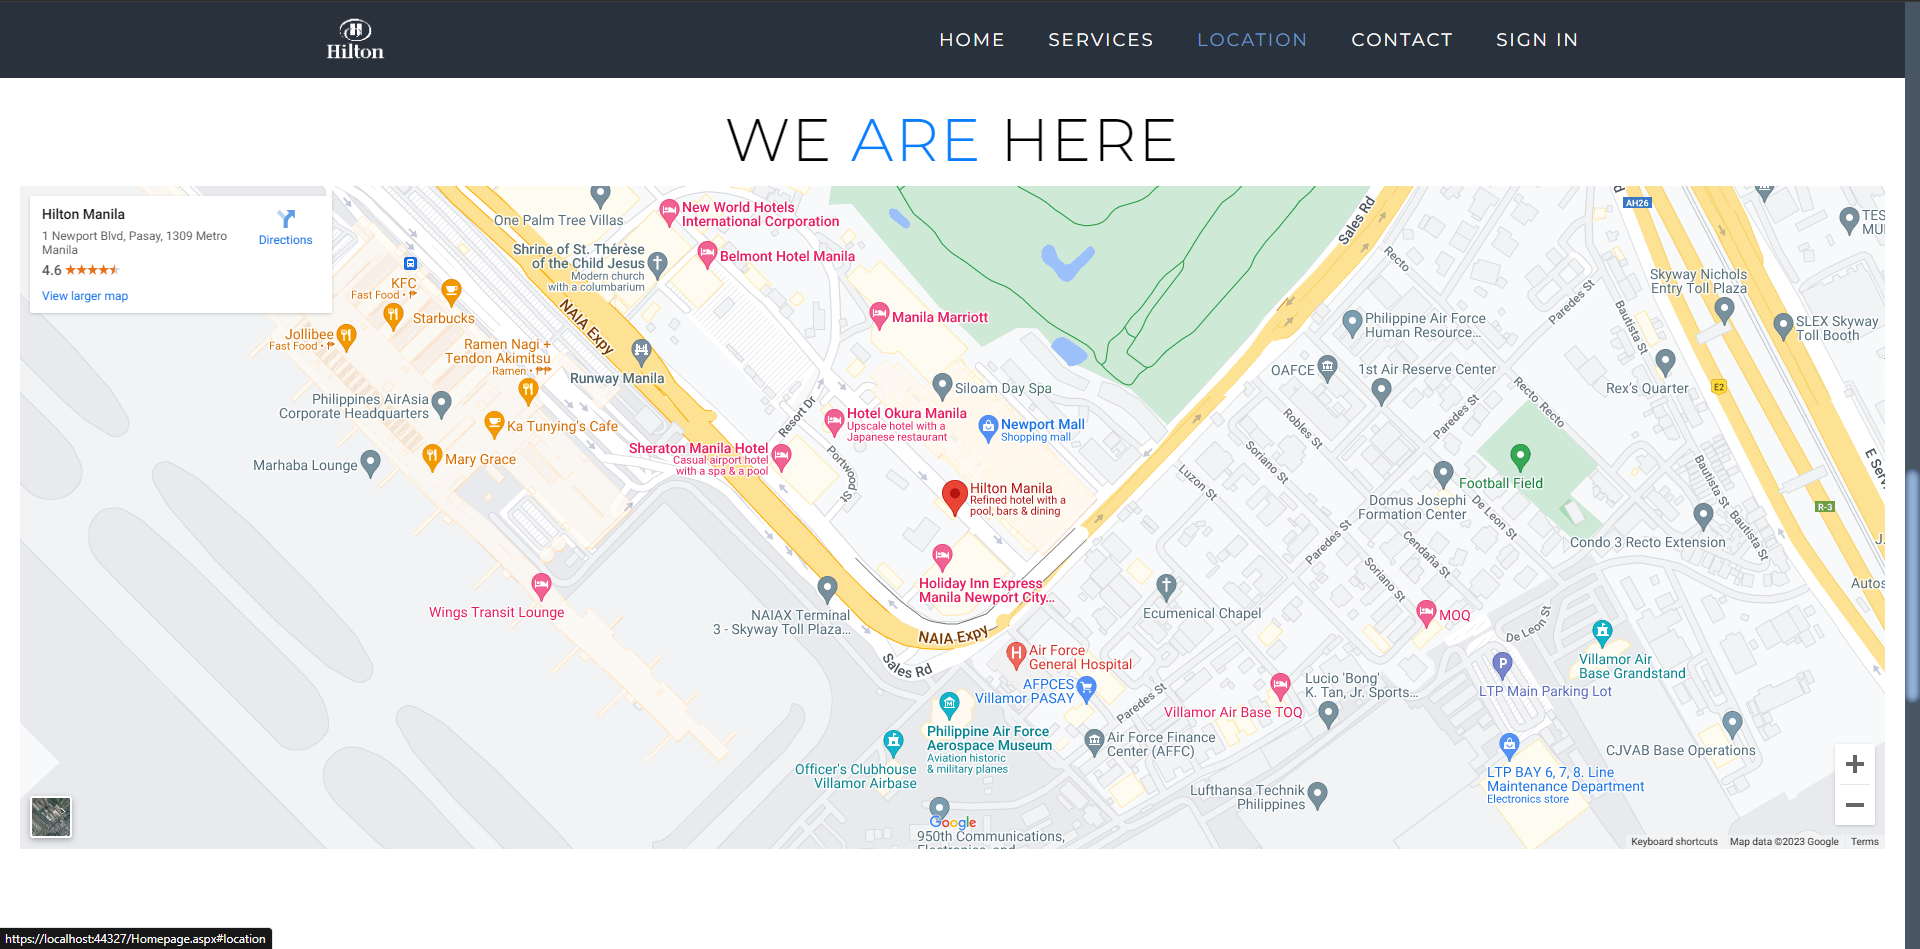 Hilton
HOME
SERVICES
LOCATION
CONTACT
SIGN IN
WE ARE HERE
Hilton Manila
1 Newport Blvd, Pasay, 1309 Metro
Manila
4.6
View larger map
Directions
One Palm Tree Villas
New World Hotels
International Corporation
Shrine of St. Thérèse
of the Child Jesus
Modern church
with a columbarium
Belmont Hotel Manila
KFC
Fast Food
Starbucks
Jollibee
Fast Food
Ramen Nagi +
Tendon Akimitsu
Ramen
NAIA Expy
Runway Manila
Manila Marriott
Siloam Day Spa
Philippines AirAsia
Corporate Headquarters
Ka Tunying's Cafe
Marhaba Lounge
Mary Grace
Resort Dr
Hotel Okura Manila
Upscale hotel with a
Japanese restaurant
Newport Mall
Shopping mall
Sheraton Manila Hotel
Casual airport hotel
with a spa & a pool
Portwood St
Hilton Manila
Refined hotel with a
pool, bars & dining
Holiday Inn Express
Manila Newport City...
Wings Transit Lounge
NAIAX Terminal
3 - Skyway Toll Plaza...
NAIA Expy
Sales Rd
Sales Rd
Recto
AH26
Skyway Nichols
Entry Toll Plaza
SLEX Skyway
Toll Booth
Paredes St
Bautista St
Philippine Air Force
Human Resource...
OAFCE
1st Air Reserve Center
Rex's Quarter
E2
Recto Recto
Paredes St
Robles St
Soriano St
Luzon St
Football Field
Domus Josephi
Formation Center
De Leon St
Bautista St
Bautista St
R-3
Condo 3 Recto Extension
Paredes St
Cendaña St
Soriano St
Ecumenical Chapel
MOQ
De Leon St
Autos
Villamor Air
Base Grandstand
LTP Main Parking Lot
Air Force
General Hospital
AFPCES
Villamor PASAY
Paredes St
Lucio 'Bong'
K. Tan, Jr. Sports...
Villamor Air Base TOQ
Philippine Air Force
Aerospace Museum
Aviation historic
& military planes
Officer's Clubhouse
Villamor Airbase
Air Force Finance
Center (AFFC)
CJVAB Base Operations
LTP BAY 6, 7, 8. Line
Maintenance Department
Electronics store
Lufthansa Technik
Philippines
Google
950th Communications,
Keyboard shortcuts
Map data ©2023 Google
Terms
https://localhost:44327/Homepage.aspx#location